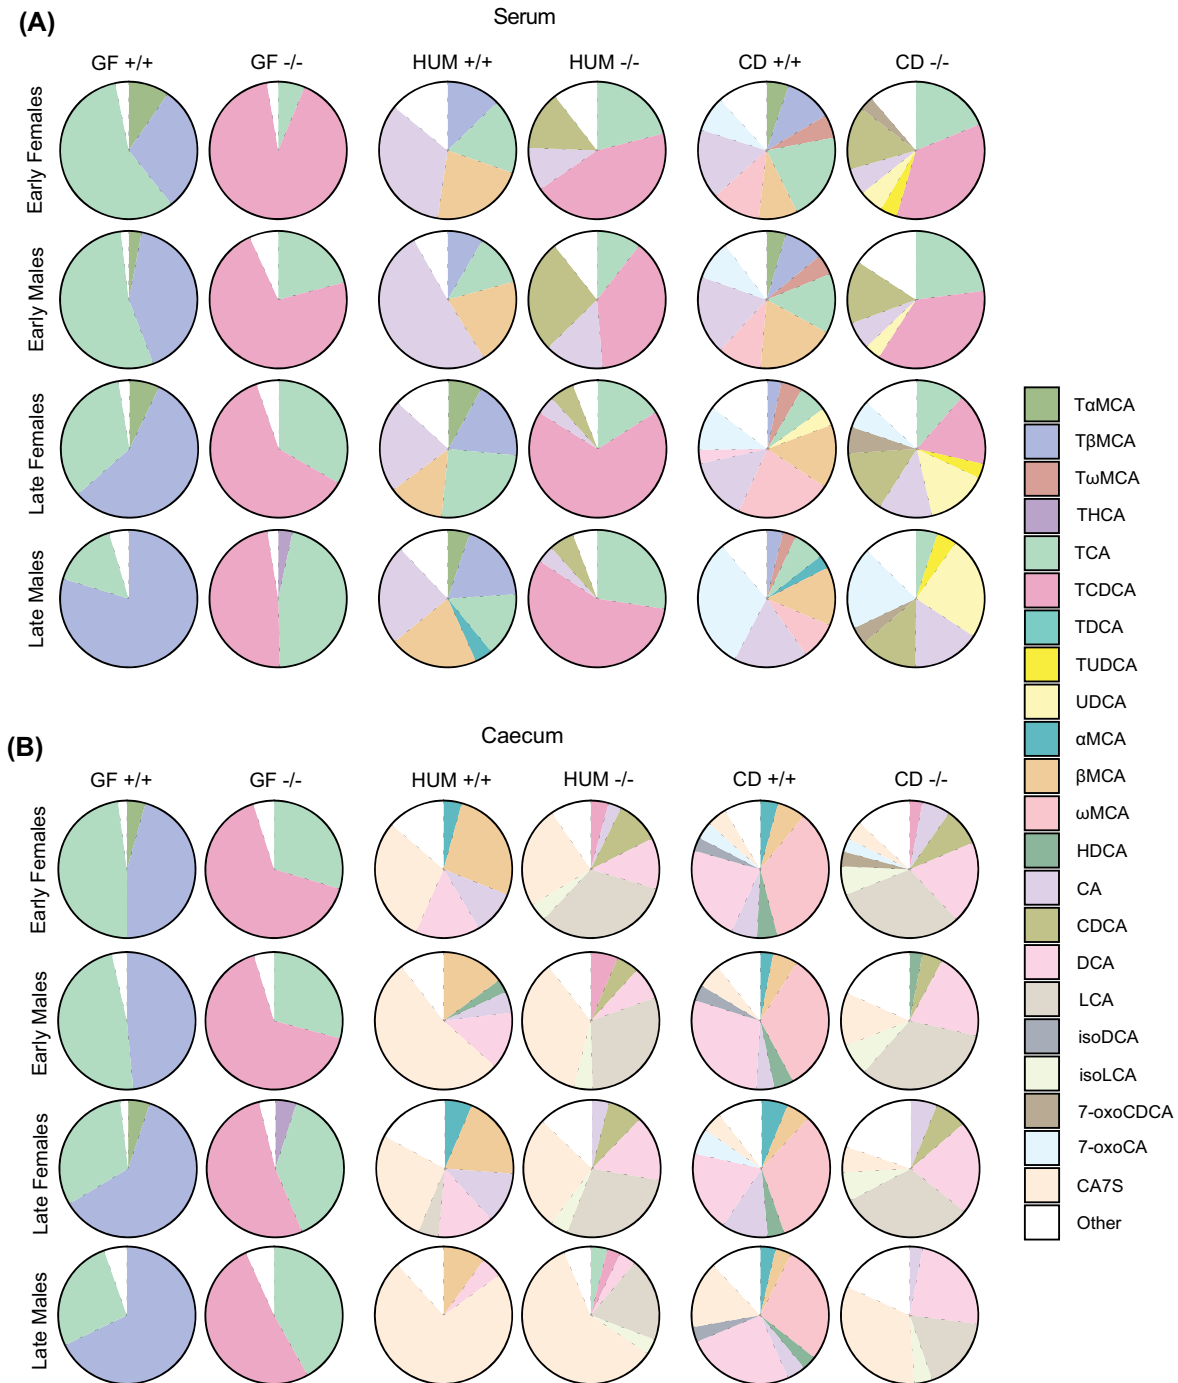 (A)
Serum
GF +/+ GF -/- HUM +/+ HUM -/- CD +/+ CD -/-
Early Females
Early Males
Late Females
Late Males
TαMCA
TβMCA
TωMCA
THCA
TCA
TCDCA
TDCA
TUDCA
UDCA
αMCA
βMCA
ωMCA
HDCA
CA
CDCA
DCA
LCA
isoDCA
isoLCA
7-oxoCDCA
7-oxoCA
CA7S
Other
(B)
Caecum
GF +/+ GF -/- HUM +/+ HUM -/- CD +/+ CD -/-
Early Females
Early Males
Late Females
Late Males